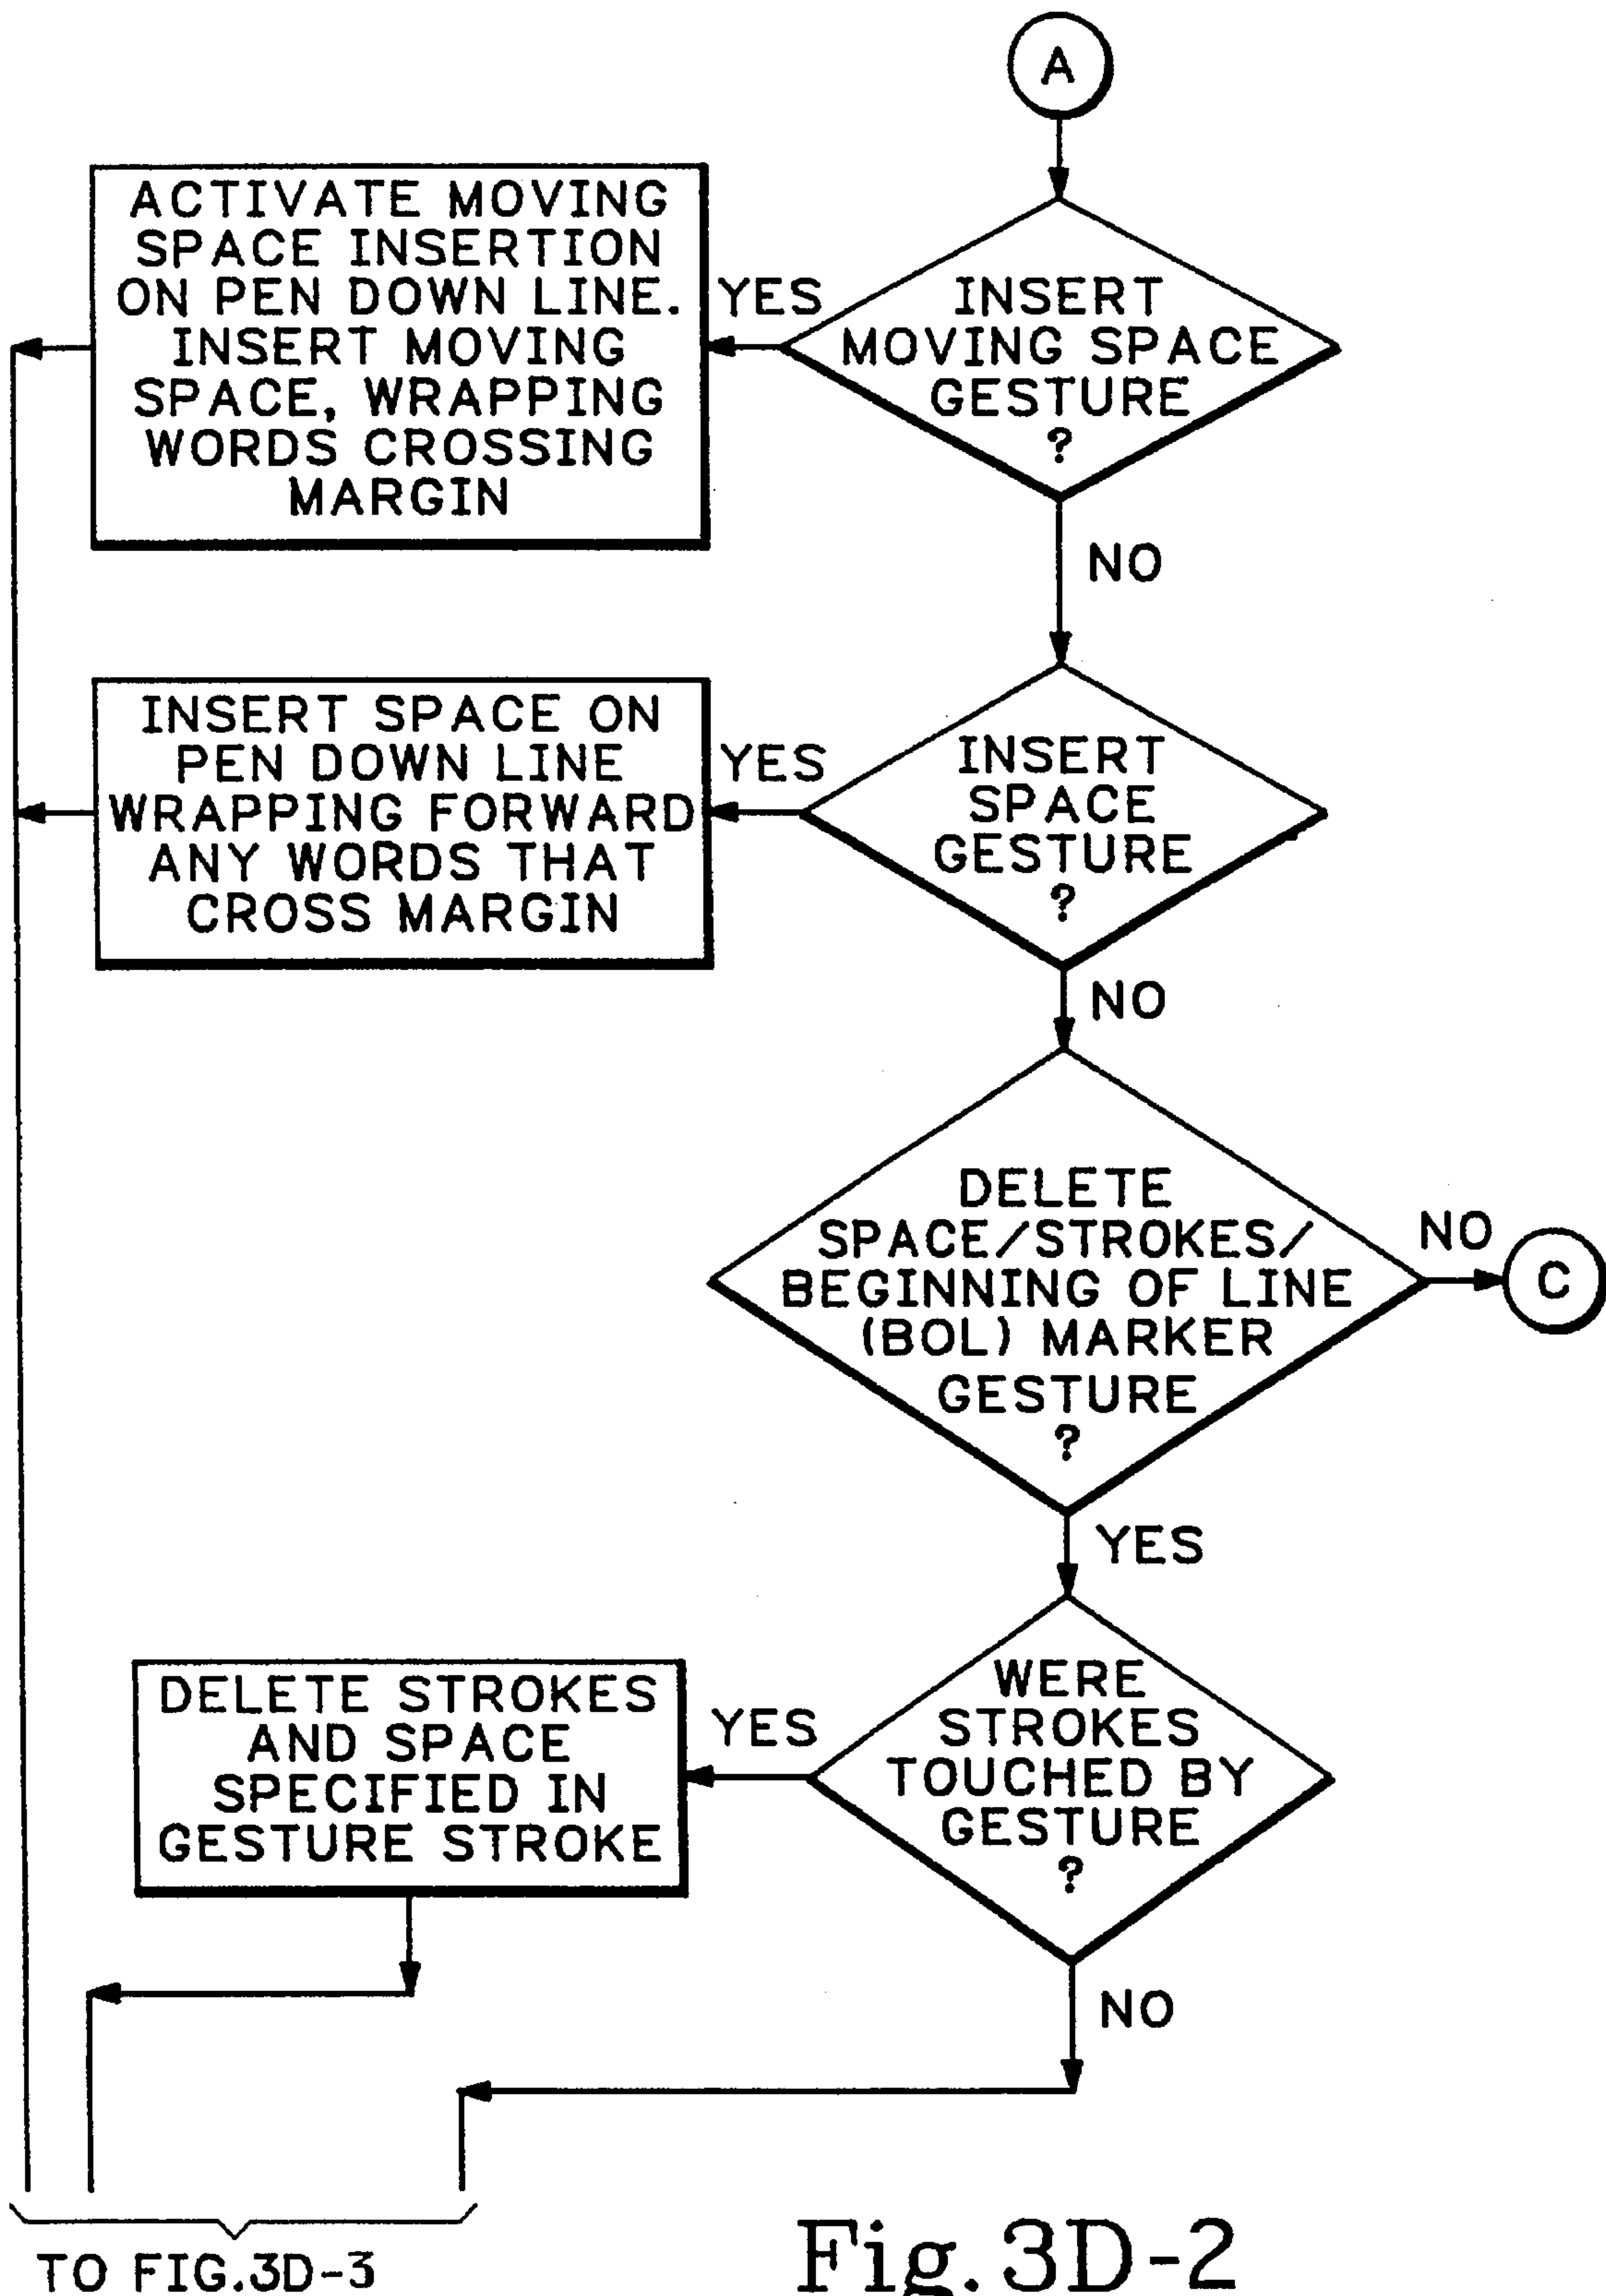 A
ACTIVATE MOVING
SPACE INSERTION
ON PEN DOWN LINE.
INSERT MOVING
SPACE, WRAPPING
WORDS CROSSING
MARGIN
YES
INSERT
MOVING SPACE
GESTURE
?
NO
INSERT SPACE ON
PEN DOWN LINE
WRAPPING FORWARD
ANY WORDS THAT
CROSS MARGIN
YES
INSERT
SPACE
GESTURE
?
NO
DELETE
SPACE/STROKES/
BEGINNING OF LINE
(BOL) MARKER
GESTURE
?
NO
C
YES
DELETE STROKES
AND SPACE
SPECIFIED IN
GESTURE STROKE
YES
WERE
STROKES
TOUCHED BY
GESTURE
?
NO
TO FIG.3D-3
Fig. 3D-2